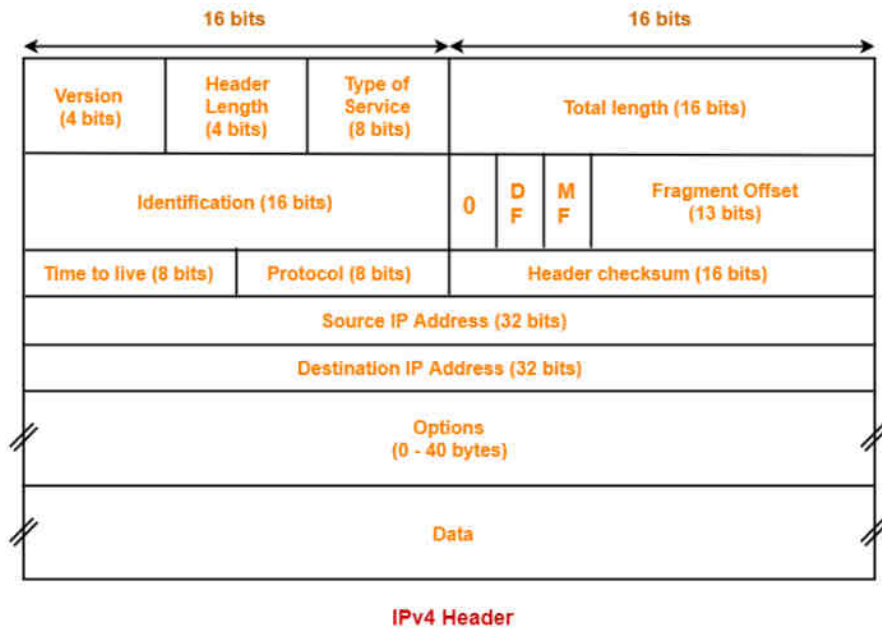 16 bits
16 bits
Version
(4 bits)
Header
Length
(4 bits)
Type of
Service
(8 bits)
Total length (16 bits)
Identification (16 bits)
0
D
F
M
F
Fragment Offset
(13 bits)
Time to live (8 bits)
Protocol (8 bits)
Header checksum (16 bits)
Source IP Address (32 bits)
Destination IP Address (32 bits)
Options
(0 - 40 bytes)
Data
IPv4 Header